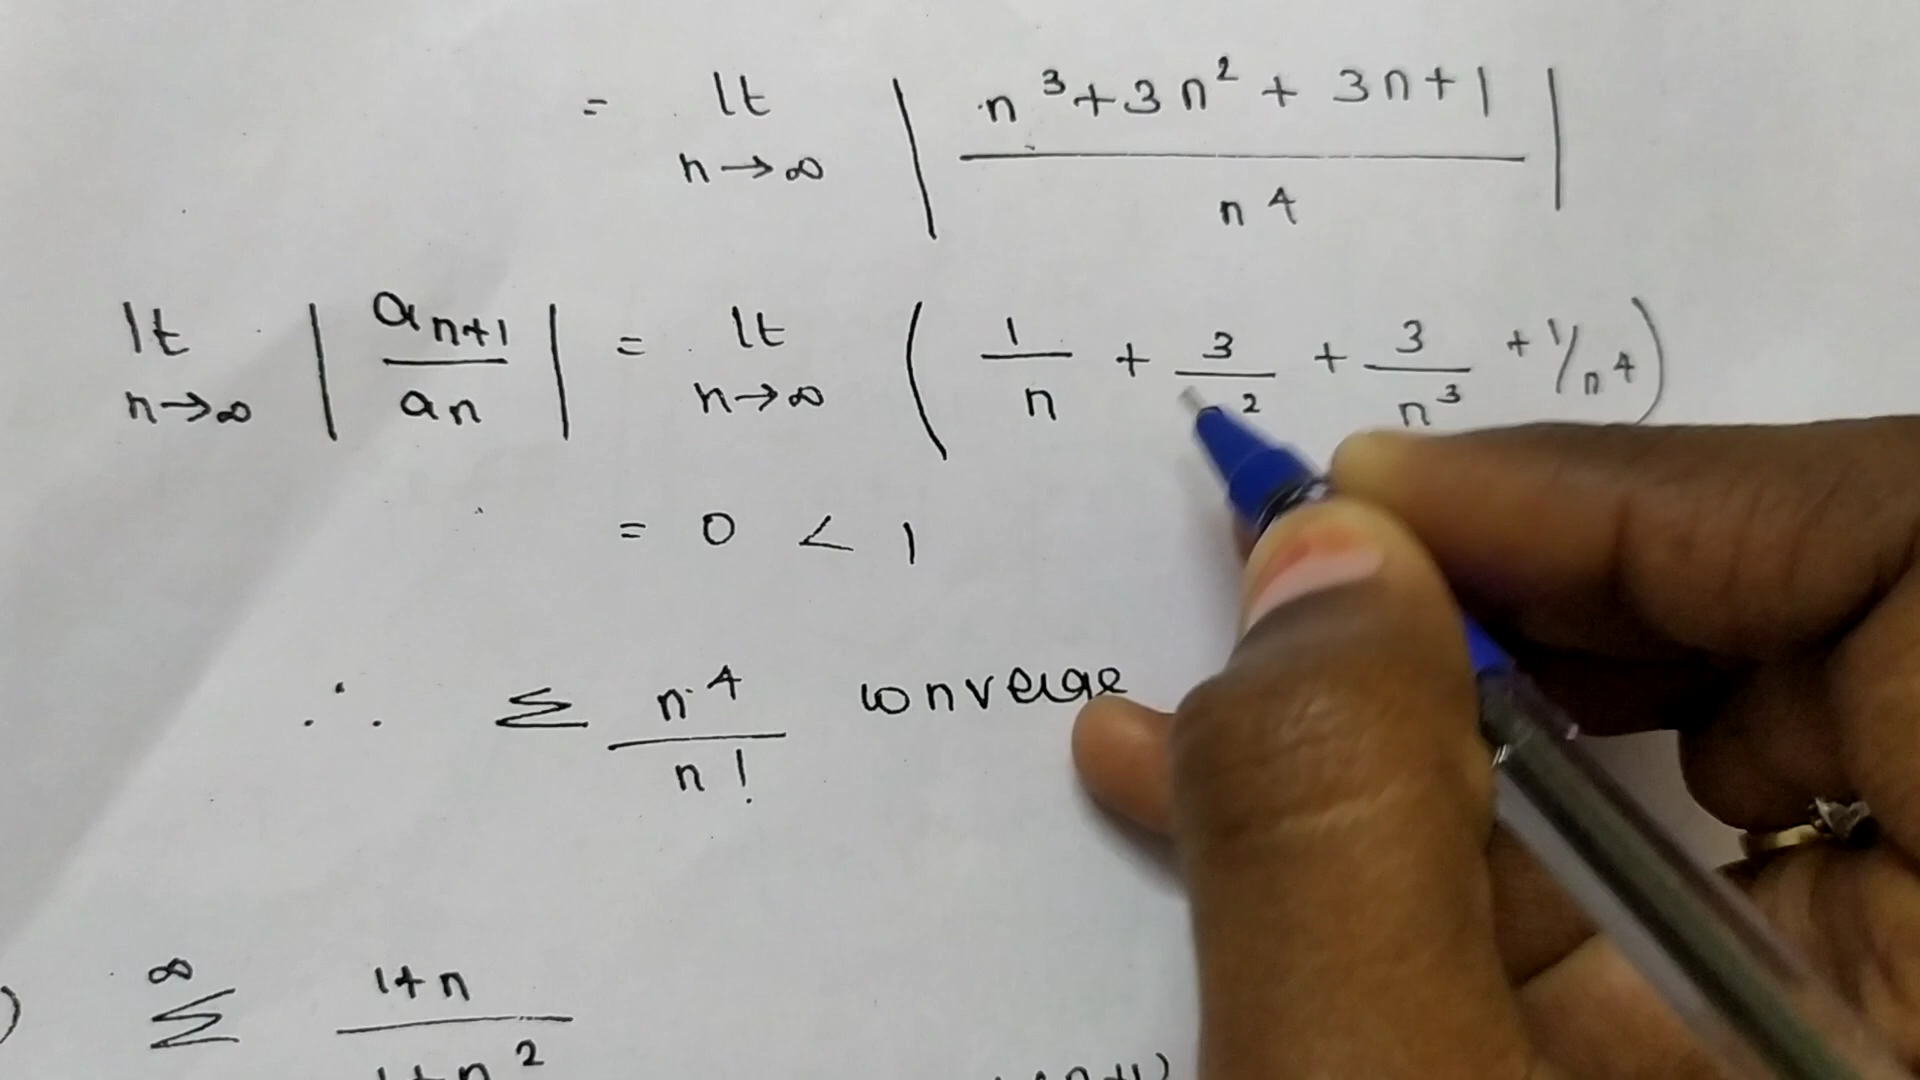 = lt n→∞ | n³+3n²+3n+1 / n⁴ |
lt n→∞ | aₙ₊₁ / aₙ | = lt n→∞ ( 1/n + 3/n² + 3/n³ + 1/n⁴ )
= 0 < 1
∴ Σ n⁴/n! converge
) ∞ Σ 1+n / 1+n²